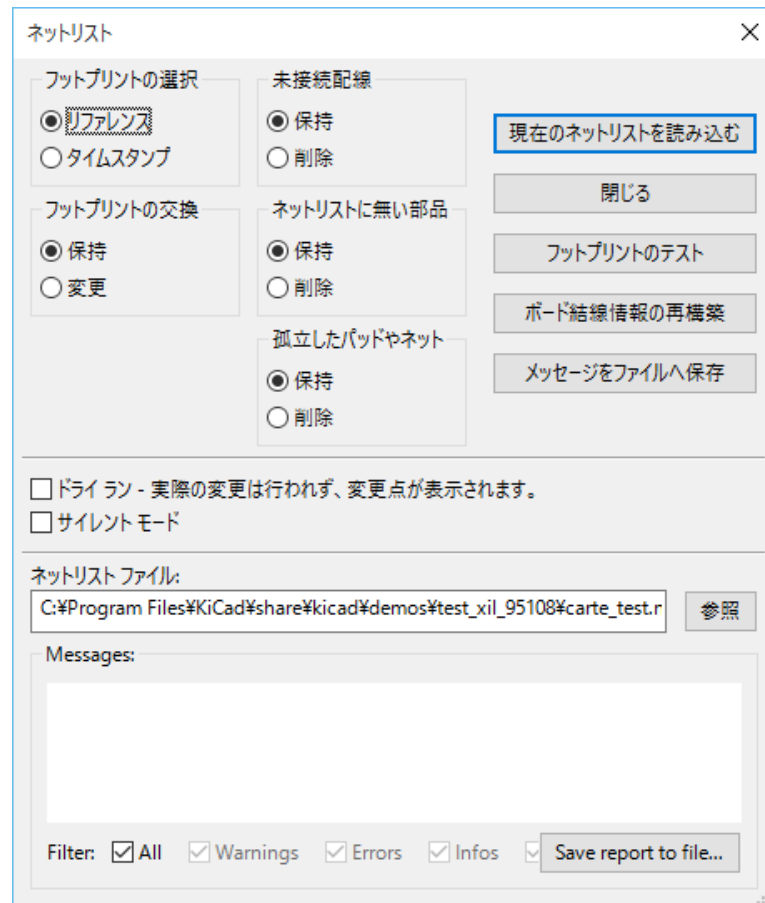 ネットリスト
フットプリントの選択
リファレンス
タイムスタンプ
未接続配線
保持
削除
フットプリントの交換
保持
変更
ネットリストに無い部品
保持
削除
孤立したパッドやネット
保持
削除
現在のネットリストを読み込む
閉じる
フットプリントのテスト
ボード結線情報の再構築
メッセージをファイルへ保存
ドライ ラン - 実際の変更は行われず、変更点が表示されます。
サイレント モード
ネットリスト ファイル:
C:¥Program Files¥KiCad¥share¥kicad¥demos¥test_xil_95108¥carte_test.r
参照
Messages:
Filter: All Warnings Errors Infos Save report to file...